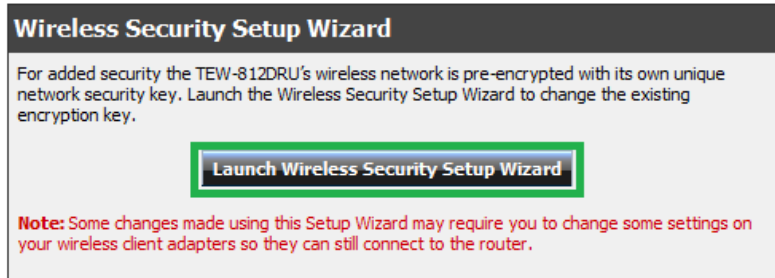 Wireless Security Setup Wizard
For added security the TEW-812DRU's wireless network is pre-encrypted with its own unique
network security key. Launch the Wireless Security Setup Wizard to change the existing
encryption key.
Launch Wireless Security Setup Wizard
Note: Some changes made using this Setup Wizard may require you to change some settings on
your wireless client adapters so they can still connect to the router.